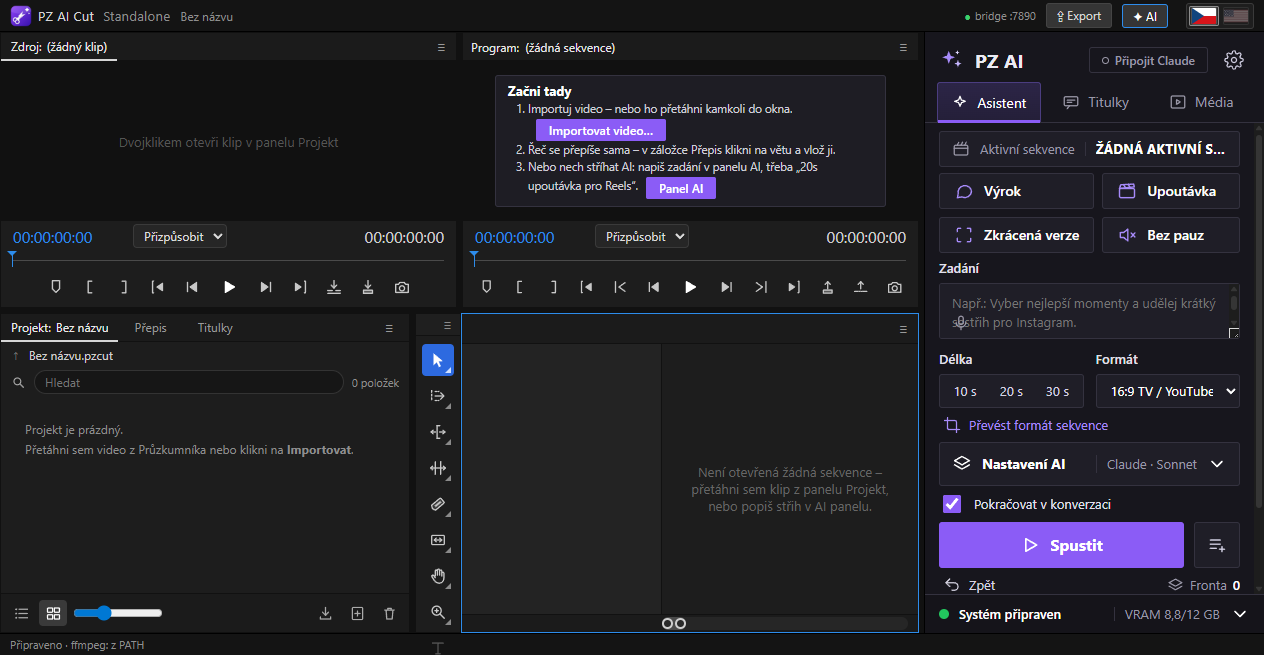 PZ AI Cut Standalone Bez názvu
bridge :7890 Export AI
Zdroj: (žádný klip)
Dvojklikem otevři klip v panelu Projekt
00:00:00:00 Přizpůsobit 00:00:00:00
Program: (žádná sekvence)
Začni tady
1. Importuj video – nebo ho přetáhni kamkoli do okna.
Importovat video...
2. Řeč se přepíše sama – v záložce Přepis klikni na větu a vlož ji.
3. Nebo nech stříhat AI: napiš zadání v panelu AI, třeba „20s
upoutávka pro Reels“. Panel AI
00:00:00:00 Přizpůsobit 00:00:00:00
Projekt: Bez názvu Přepis Titulky
↑ Bez názvu.pzcut
Hledat 0 položek
Projekt je prázdný.
Přetáhni sem video z Průzkumníka nebo klikni na Importovat.
Není otevřená žádná sekvence –
přetáhni sem klip z panelu Projekt,
nebo popiš střih v AI panelu.
PZ AI Připojit Claude
Asistent Titulky Média
Aktivní sekvence ŽÁDNÁ AKTIVNÍ S...
Výrok Upoutávka
Zkrácená verze Bez pauz
Zadání
Např.: Vyber nejlepší momenty a udělej krátký
sestřih pro Instagram.
Délka Formát
10 s 20 s 30 s 16:9 TV / YouTube
Převést formát sekvence
Nastavení AI Claude · Sonnet
Pokračovat v konverzaci
Spustit
Zpět Fronta 0
Systém připraven VRAM 8,8/12 GB
Připraveno · ffmpeg: z PATH